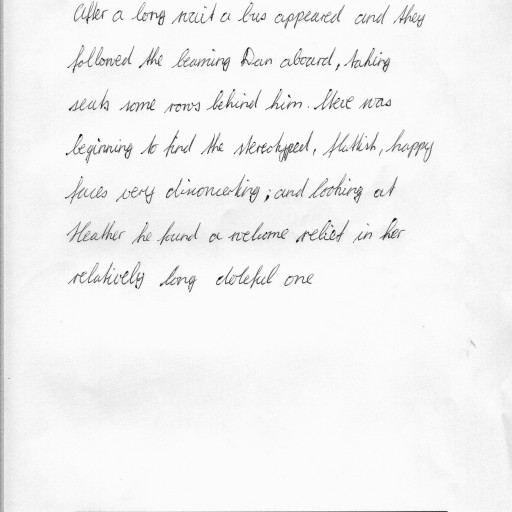 After a long wait a bus appeared and they
followed the beaming Dan aboard, taking
seats some rows behind him. Steve was
beginning to find the stereotyped, flattish, happy
faces very disconcerting; and looking at
Heather he found a welcome relief in her
relatively long doleful one